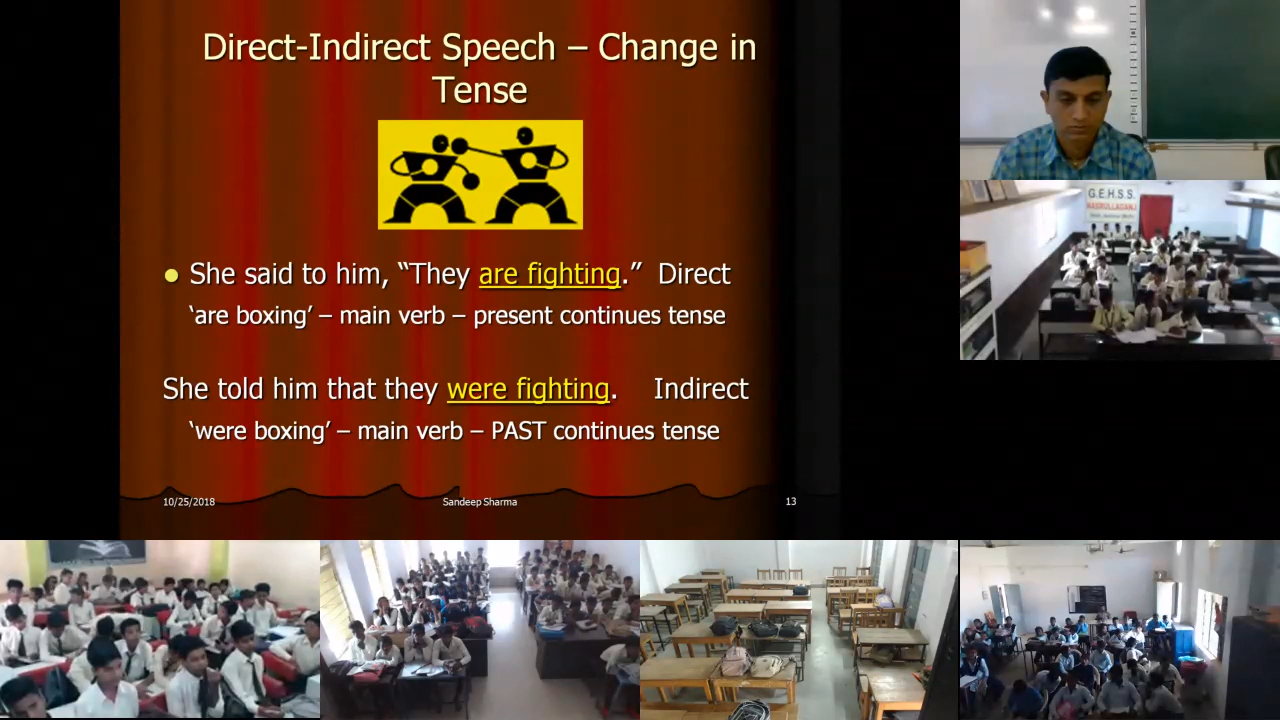 Direct-Indirect Speech – Change in
Tense
She said to him, “They are fighting.” Direct
‘are boxing’ – main verb – present continues tense
She told him that they were fighting. Indirect
‘were boxing’ – main verb – PAST continues tense
10/25/2018 Sandeep Sharma 13
G.E.H.S.S.
NASRULLAGANJ